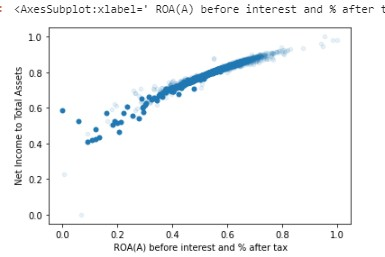 <AxesSubplot:xlabel=' ROA(A) before interest and % after t
1.0
0.8
0.6
0.4
0.2
0.0
Net Income to Total Assets
0.0 0.2 0.4 0.6 0.8 1.0
ROA(A) before interest and % after tax